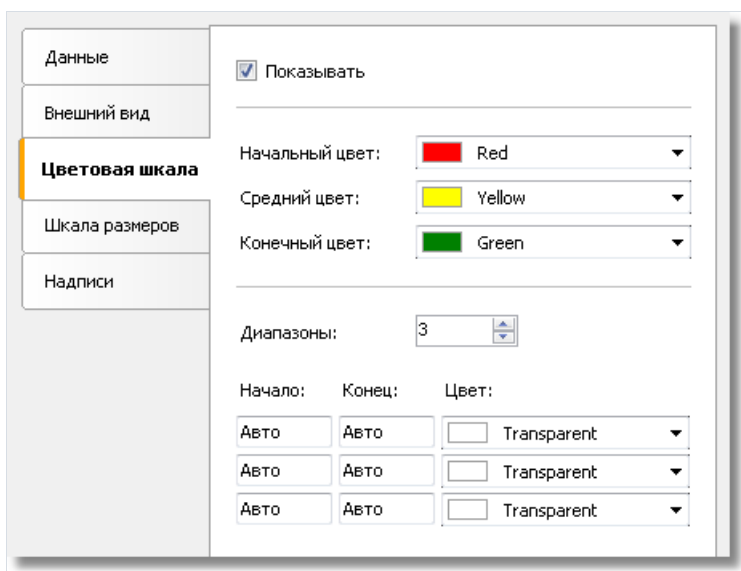 Данные
Внешний вид
Цветовая шкала
Шкала размеров
Надписи
Показывать
Начальный цвет: Red
Средний цвет: Yellow
Конечный цвет: Green
Диапазоны: 3
Начало: Конец: Цвет:
Авто Авто Transparent
Авто Авто Transparent
Авто Авто Transparent